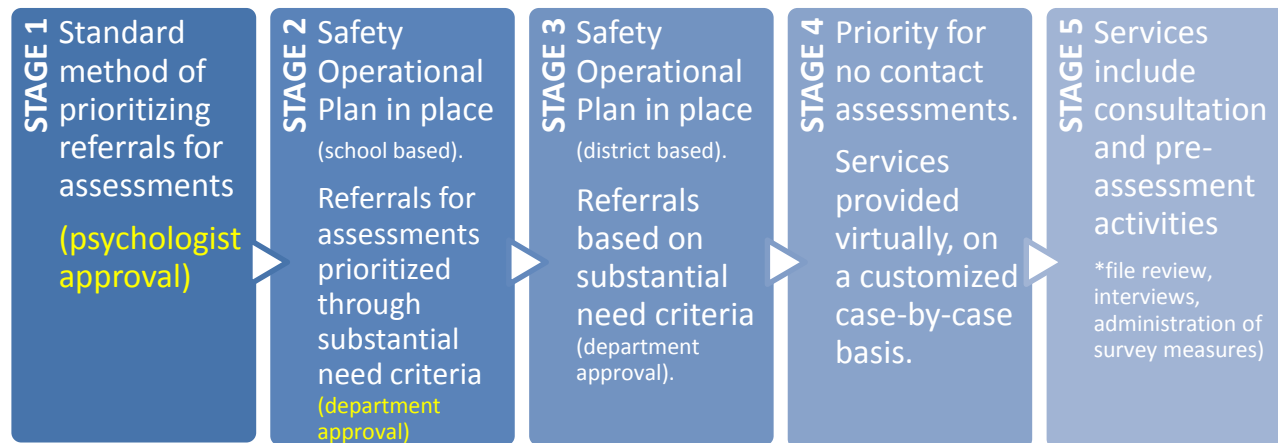 STAGE 1
Standard
method of
prioritizing
referrals for
assessments
(psychologist
approval)
STAGE 2
Safety
Operational
Plan in place
(school based).
Referrals for
assessments
prioritized
through
substantial
need criteria
(department
approval)
STAGE 3
Safety
Operational
Plan in place
(district based).
Referrals
based on
substantial
need criteria
(department
approval).
STAGE 4
Priority for
no contact
assessments.
Services
provided
virtually, on
a customized
case-by-case
basis.
STAGE 5
Services
include
consultation
and pre-
assessment
activities
*file review,
interviews,
administration of
survey measures)